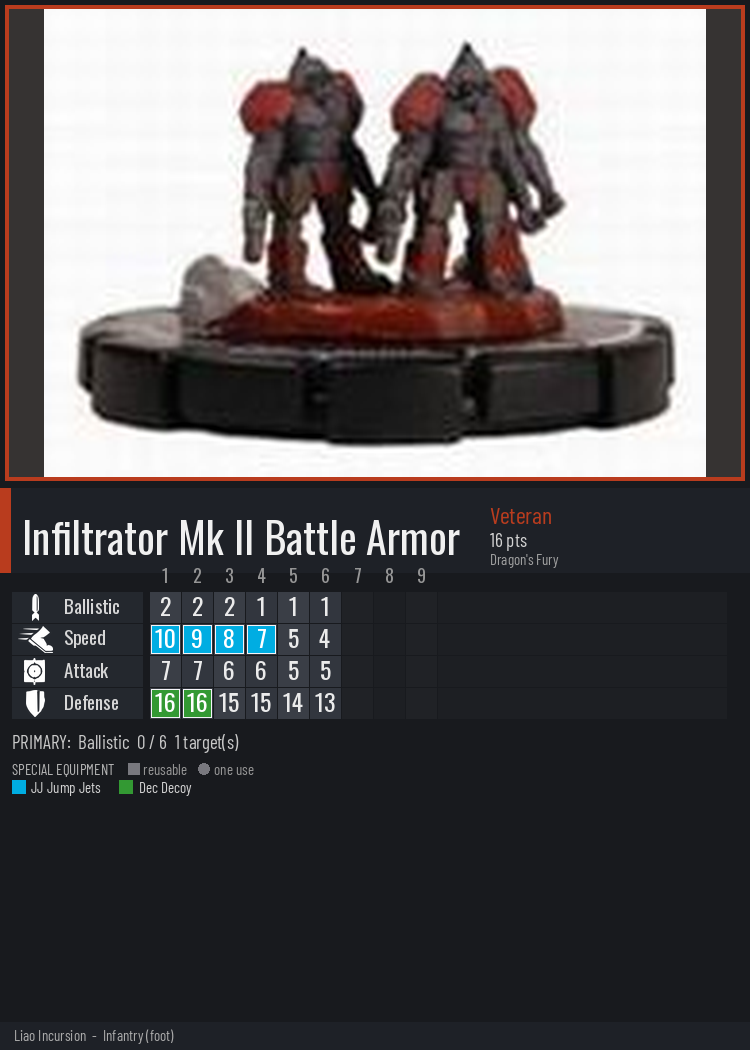 Infiltrator Mk II Battle Armor
Veteran
16 pts
Dragon's Fury
1 2 3 4 5 6 7 8 9
Ballistic 2 2 2 1 1 1
Speed 10 9 8 7 5 4
Attack 7 7 6 6 5 5
Defense 16 16 15 15 14 13
PRIMARY: Ballistic 0 / 6 1 target(s)
SPECIAL EQUIPMENT reusable one use
JJ Jump Jets Dec Decoy
Liao Incursion - Infantry (foot)